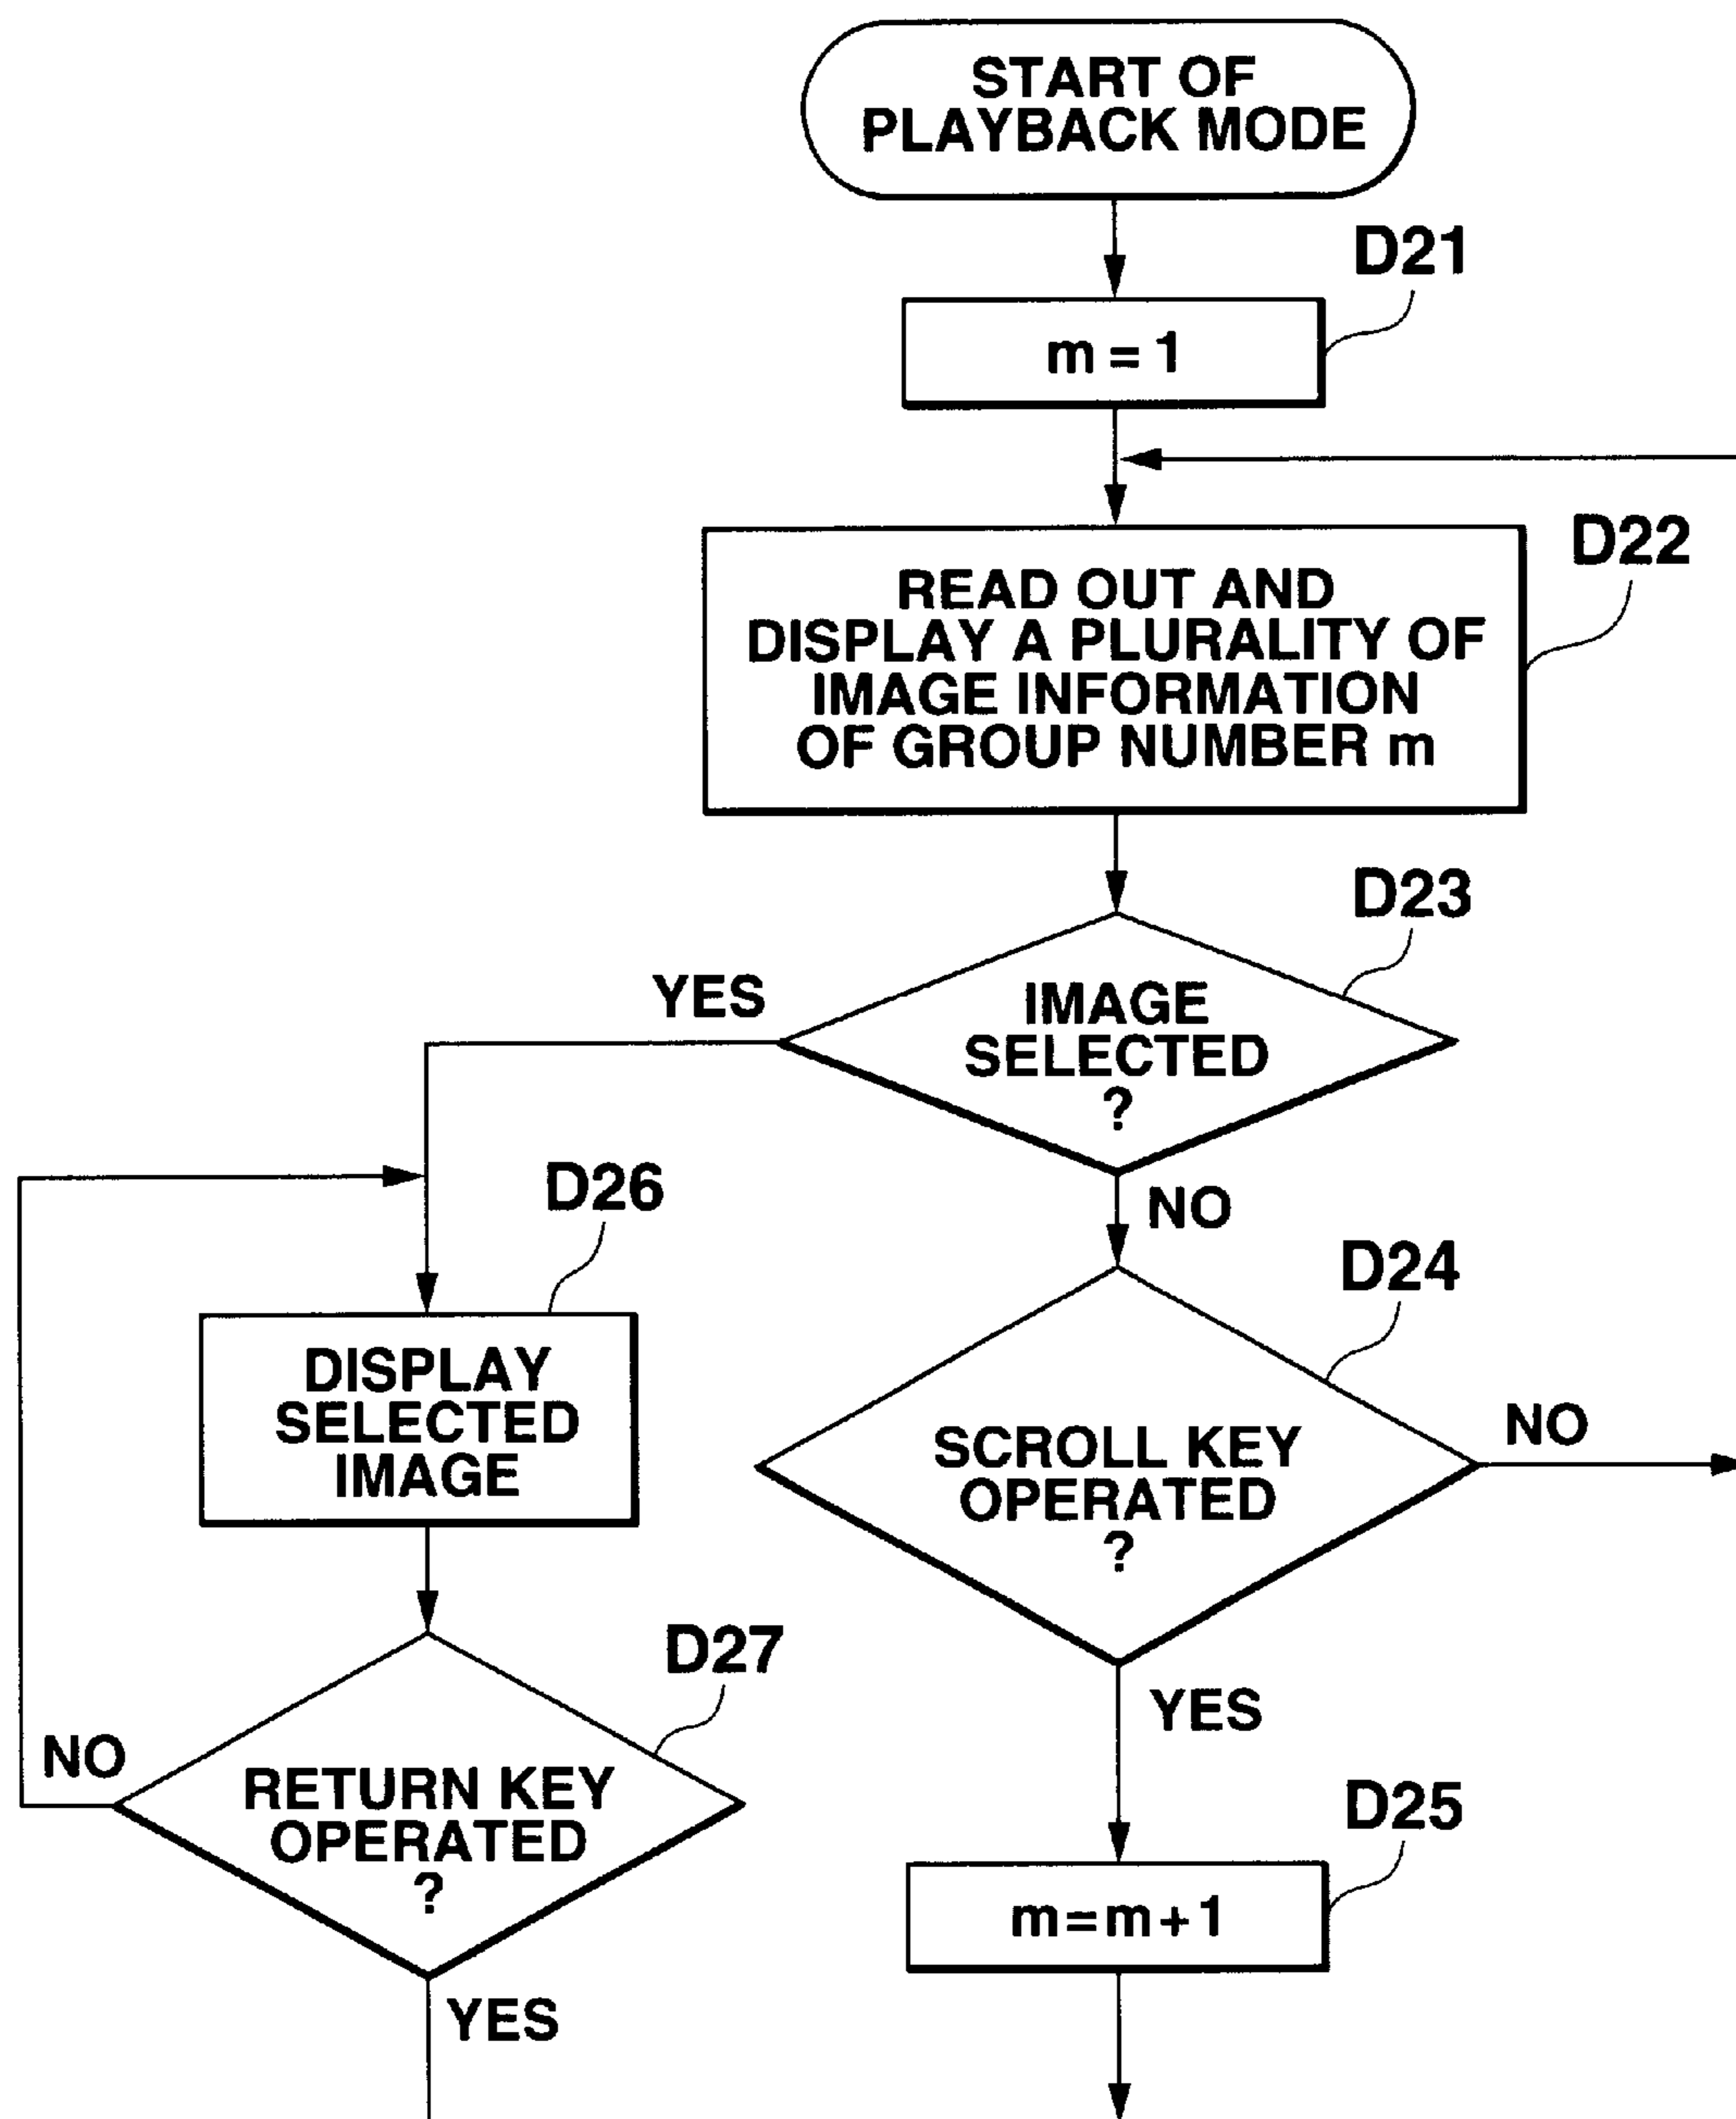 START OF
PLAYBACK MODE
D21
m = 1
D22
READ OUT AND
DISPLAY A PLURALITY OF
IMAGE INFORMATION
OF GROUP NUMBER m
D23
YES
IMAGE
SELECTED
?
D26
NO
D24
DISPLAY
SELECTED
IMAGE
SCROLL KEY
OPERATED
?
NO
D27
YES
NO
RETURN KEY
OPERATED
?
D25
m=m+1
YES